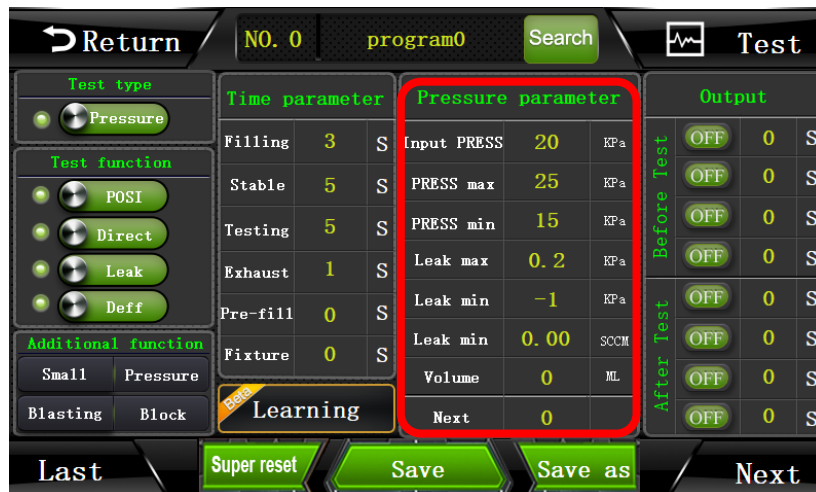 Return
NO. 0
program0
Search
Test
Test type
Pressure
Test function
POSI
Direct
Leak
Deff
Additional function
Small
Pressure
Blasting
Block
Time parameter
Filling 3 S
Stable 5 S
Testing 5 S
Exhaust 1 S
Pre-fill 0 S
Fixture 0 S
Beta
Learning
Pressure parameter
Input PRESS 20 KPa
PRESS max 25 KPa
PRESS min 15 KPa
Leak max 0.2 KPa
Leak min -1 KPa
Leak min 0.00 SCCM
Volume 0 ML
Next 0
Output
Before Test
OFF 0 S
OFF 0 S
OFF 0 S
OFF 0 S
After Test
OFF 0 S
OFF 0 S
OFF 0 S
OFF 0 S
Last
Super reset
Save
Save as
Next